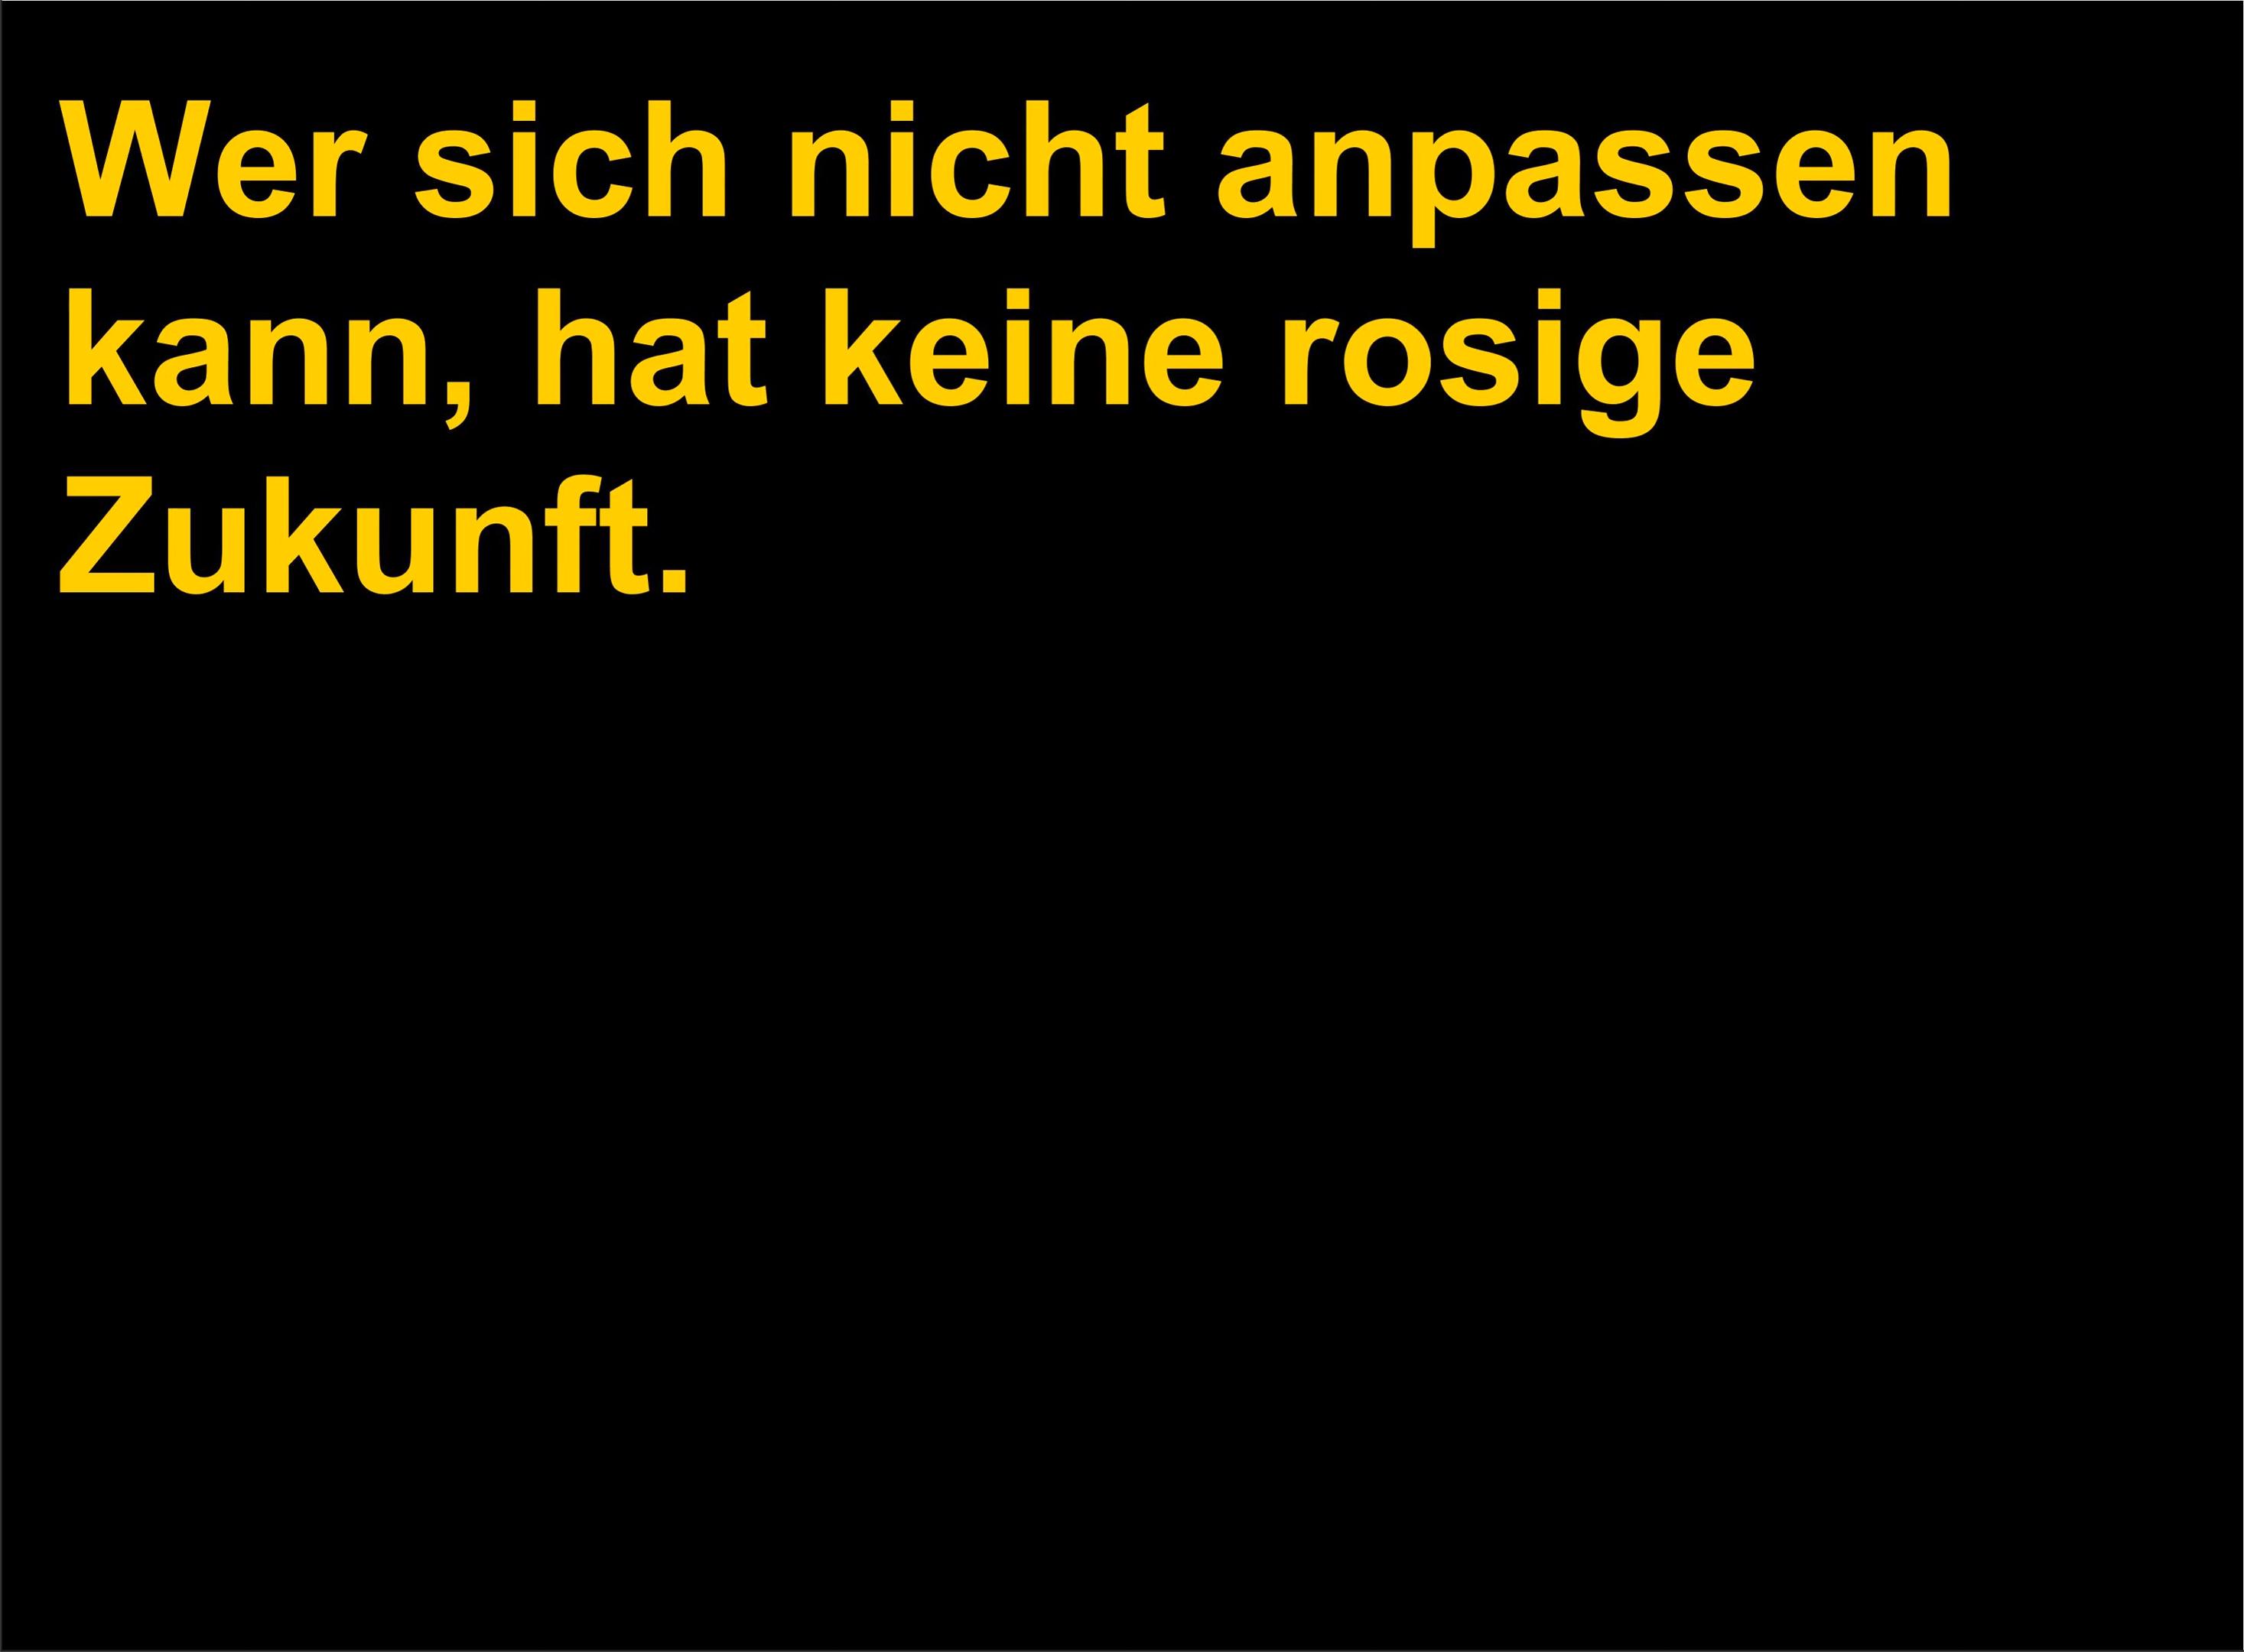 Wer sich nicht anpassen
kann, hat keine rosige
Zukunft.